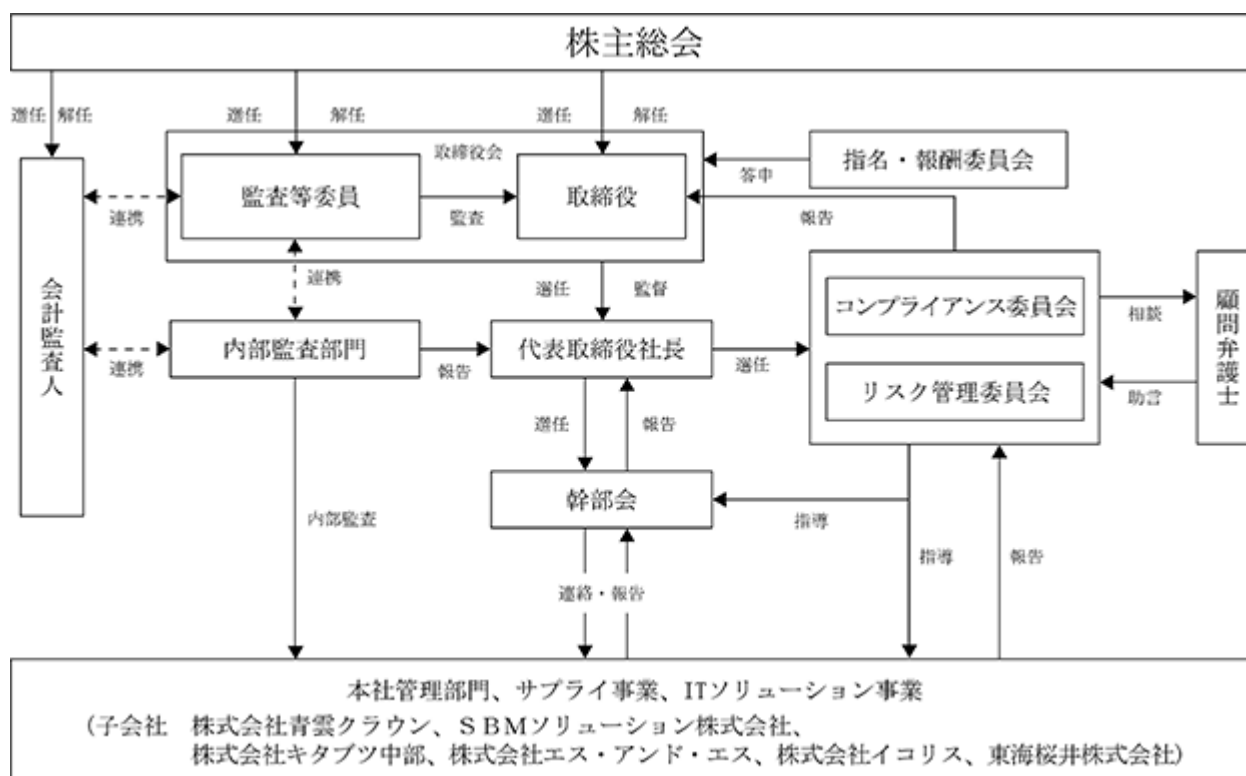 株主総会
選任 解任
選任 解任
選任 解任
取締役会
監査等委員
監査
取締役
答申
指名・報酬委員会
連携
報告
会計監査人
連携
選任 監督
コンプライアンス委員会
相談
顧問弁護士
連携
内部監査部門
報告
代表取締役社長
選任
リスク管理委員会
助言
選任 報告
幹部会
内部監査
指導
指導
報告
連絡・報告
本社管理部門、サプライ事業、ITソリューション事業
(子会社 株式会社青雲クラウン、SBMソリューション株式会社、
株式会社キタブツ中部、株式会社エス・アンド・エス、株式会社イコリス、東海桜井株式会社)